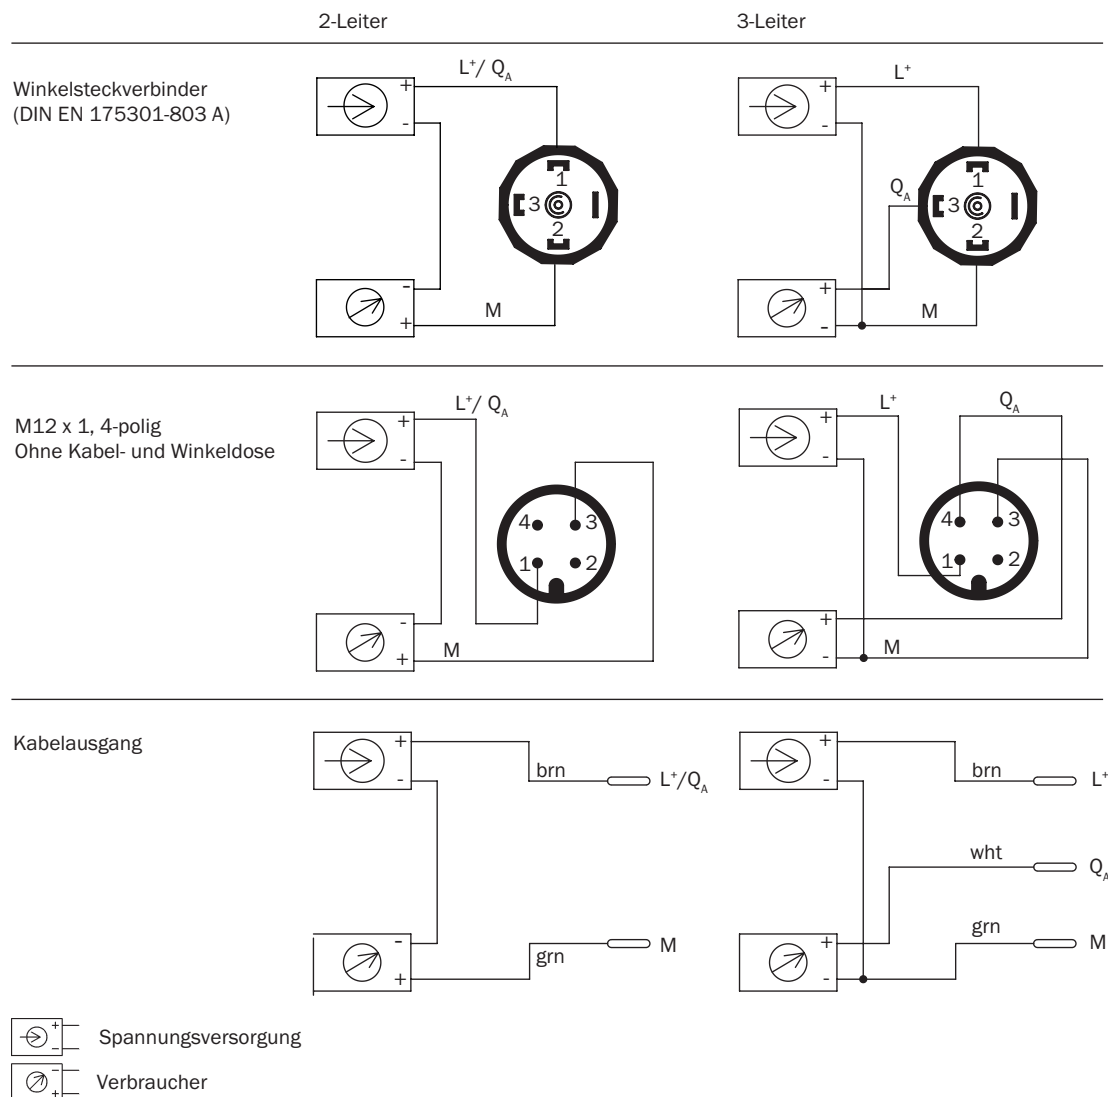 2-Leiter 3-Leiter
Winkelsteckverbinder
(DIN EN 175301-803 A)
L⁺/ Q_A
+
-
1
3
2
-
+
M
L⁺
+
-
1
Q_A
3
2
+
-
M
M12 x 1, 4-polig
Ohne Kabel- und Winkeldose
L⁺/ Q_A
+
-
4 3
1 2
-
+
M
L⁺ Q_A
+
-
4 3
1 2
+
-
M
Kabelausgang
+
-
brn L⁺/Q_A
-
+
grn M
+
-
brn L⁺
wht Q_A
+
-
grn M
+
-
Spannungsversorgung
-
+
Verbraucher